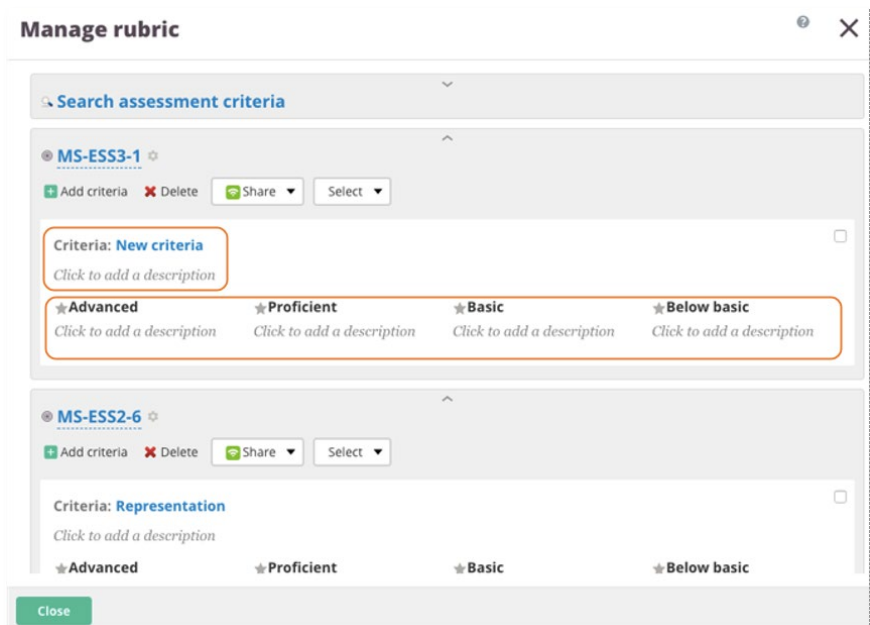 Manage rubric
Search assessment criteria
MS-ESS3-1
Add criteria Delete Share Select
Criteria: New criteria
Click to add a description
Advanced Proficient Basic Below basic
Click to add a description Click to add a description Click to add a description Click to add a description
MS-ESS2-6
Add criteria Delete Share Select
Criteria: Representation
Click to add a description
Advanced Proficient Basic Below basic
Close